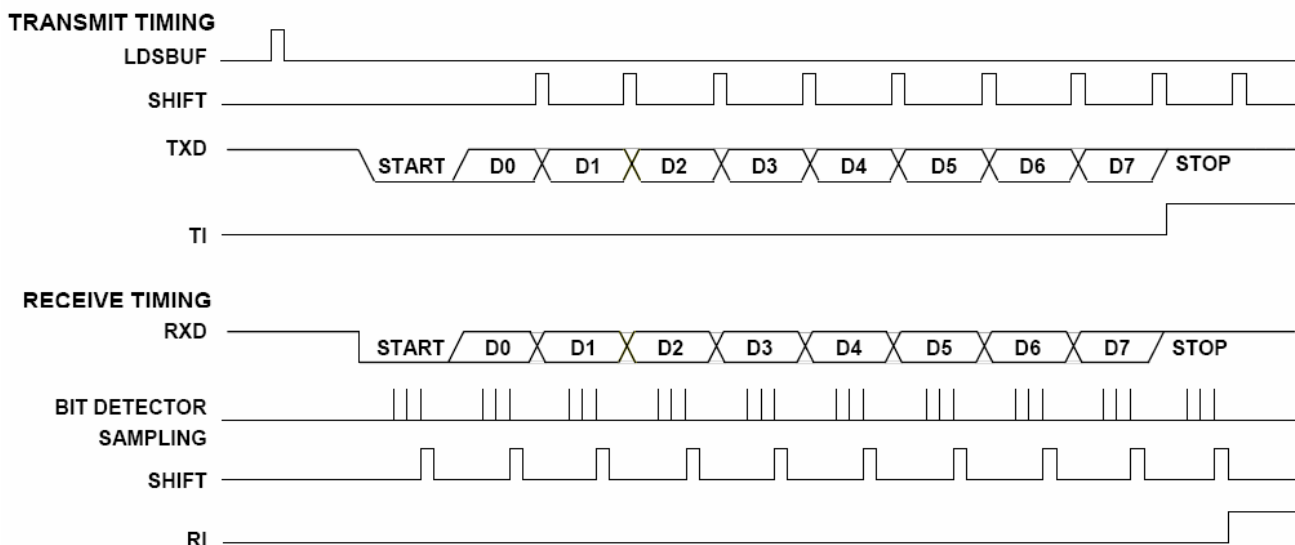 TRANSMIT TIMING
LDSBUF
SHIFT
TXD START D0 D1 D2 D3 D4 D5 D6 D7 STOP
TI
RECEIVE TIMING
RXD START D0 D1 D2 D3 D4 D5 D6 D7 STOP
BIT DETECTOR
SAMPLING
SHIFT
RI